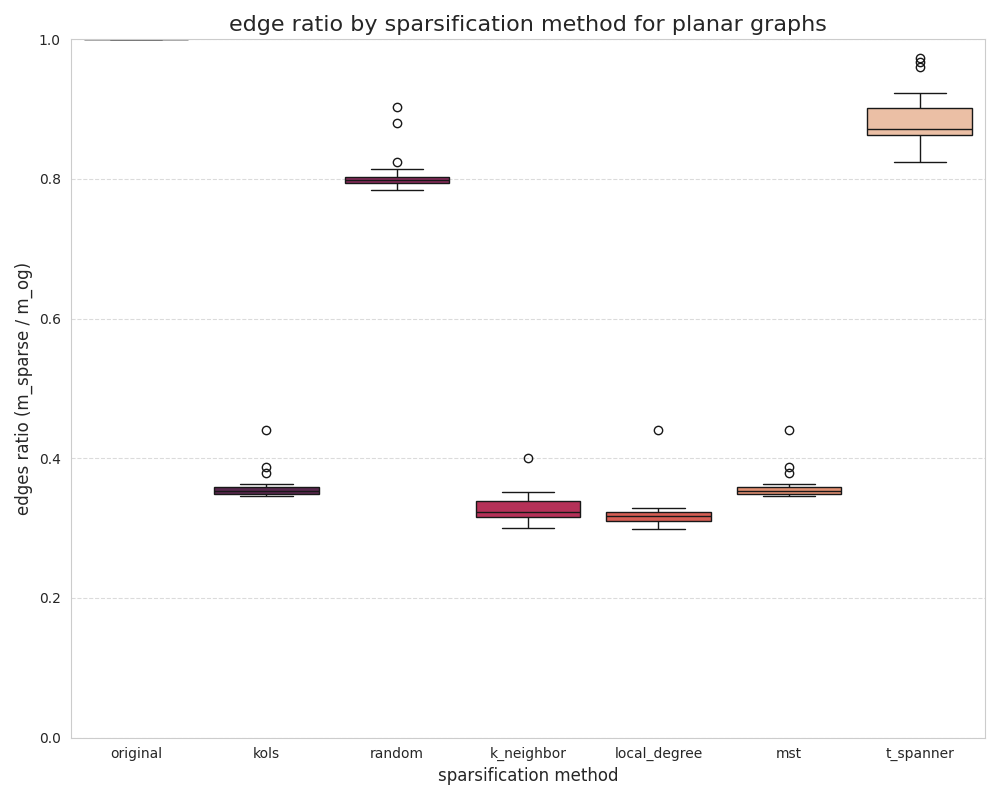 edge ratio by sparsification method for planar graphs
edges ratio (m_sparse / m_og)
1.0
0.8
0.6
0.4
0.2
0.0
original kols random k_neighbor local_degree mst t_spanner
sparsification method